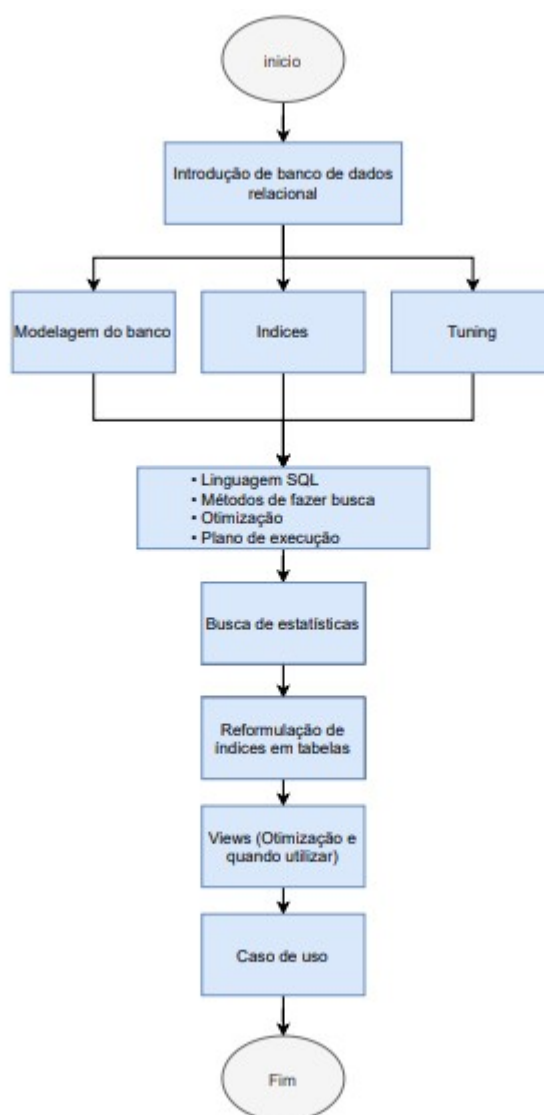 inicio
Introdução de banco de dados
relacional
Modelagem do banco
Indices
Tuning
• Linguagem SQL
• Métodos de fazer busca
• Otimização
• Plano de execução
Busca de estatísticas
Reformulação de
índices em tabelas
Views (Otimização e
quando utilizar)
Caso de uso
Fim